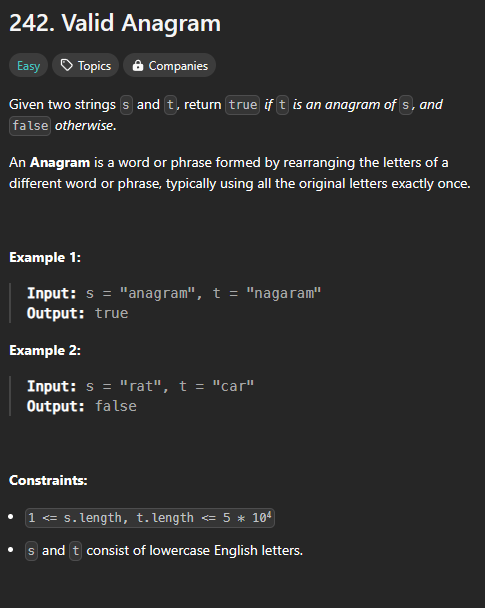 242. Valid Anagram
Easy Topics Companies
Given two strings s and t, return true if t is an anagram of s, and
false otherwise.
An Anagram is a word or phrase formed by rearranging the letters of a
different word or phrase, typically using all the original letters exactly once.
Example 1:
Input: s = "anagram", t = "nagaram"
Output: true
Example 2:
Input: s = "rat", t = "car"
Output: false
Constraints:
• 1 <= s.length, t.length <= 5 * 10⁴
• s and t consist of lowercase English letters.